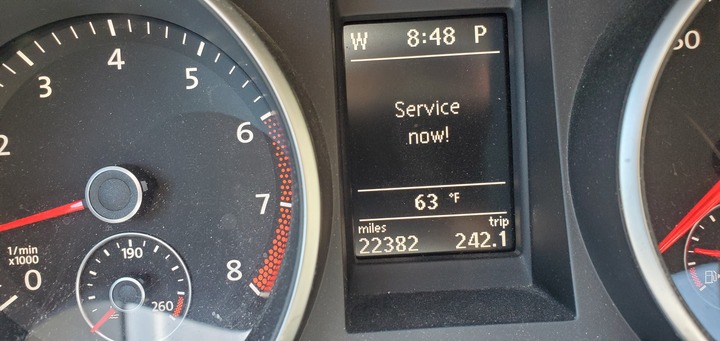 2
3
4
5
6
7
8
1/min
x1000
0
190
260
W 8:48 P
Service
now!
63 °F
miles trip
22382 242.1